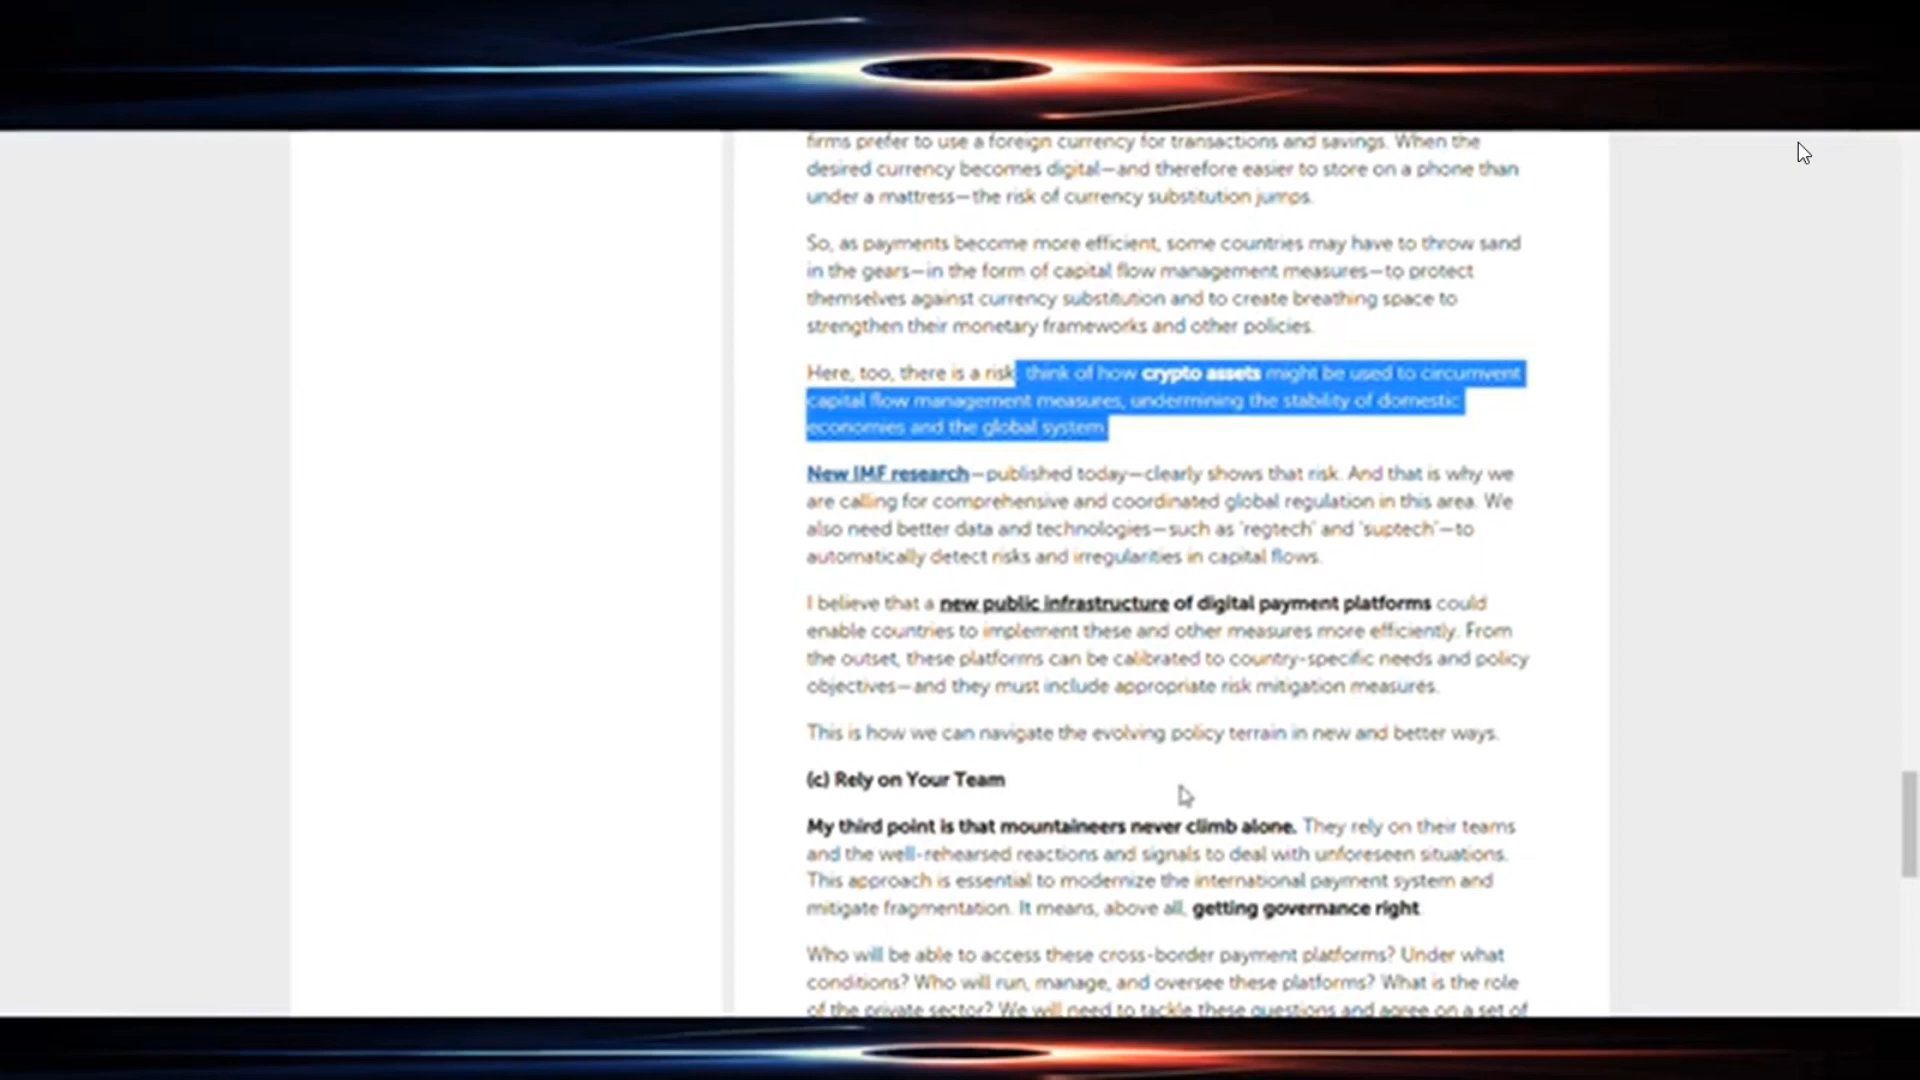 firms prefer to use a foreign currency for transactions and savings. When the
desired currency becomes digital—and therefore easier to store on a phone than
under a mattress—the risk of currency substitution jumps.
So, as payments become more efficient, some countries may have to throw sand
in the gears—in the form of capital flow management measures—to protect
themselves against currency substitution and to create breathing space to
strengthen their monetary frameworks and other policies.
Here, too, there is a risk: think of how crypto assets might be used to circumvent
capital flow management measures, undermining the stability of domestic
economies and the global system.
New IMF research—published today—clearly shows that risk. And that is why we
are calling for comprehensive and coordinated global regulation in this area. We
also need better data and technologies—such as 'regtech' and 'suptech'—to
automatically detect risks and irregularities in capital flows.
I believe that a new public infrastructure of digital payment platforms could
enable countries to implement these and other measures more efficiently. From
the outset, these platforms can be calibrated to country-specific needs and policy
objectives—and they must include appropriate risk mitigation measures.
This is how we can navigate the evolving policy terrain in new and better ways.
(c) Rely on Your Team
My third point is that mountaineers never climb alone. They rely on their teams
and the well-rehearsed reactions and signals to deal with unforeseen situations.
This approach is essential to modernize the international payment system and
mitigate fragmentation. It means, above all, getting governance right.
Who will be able to access these cross-border payment platforms? Under what
conditions? Who will run, manage, and oversee these platforms? What is the role
of the private sector? We will need to tackle these questions and agree on a set of